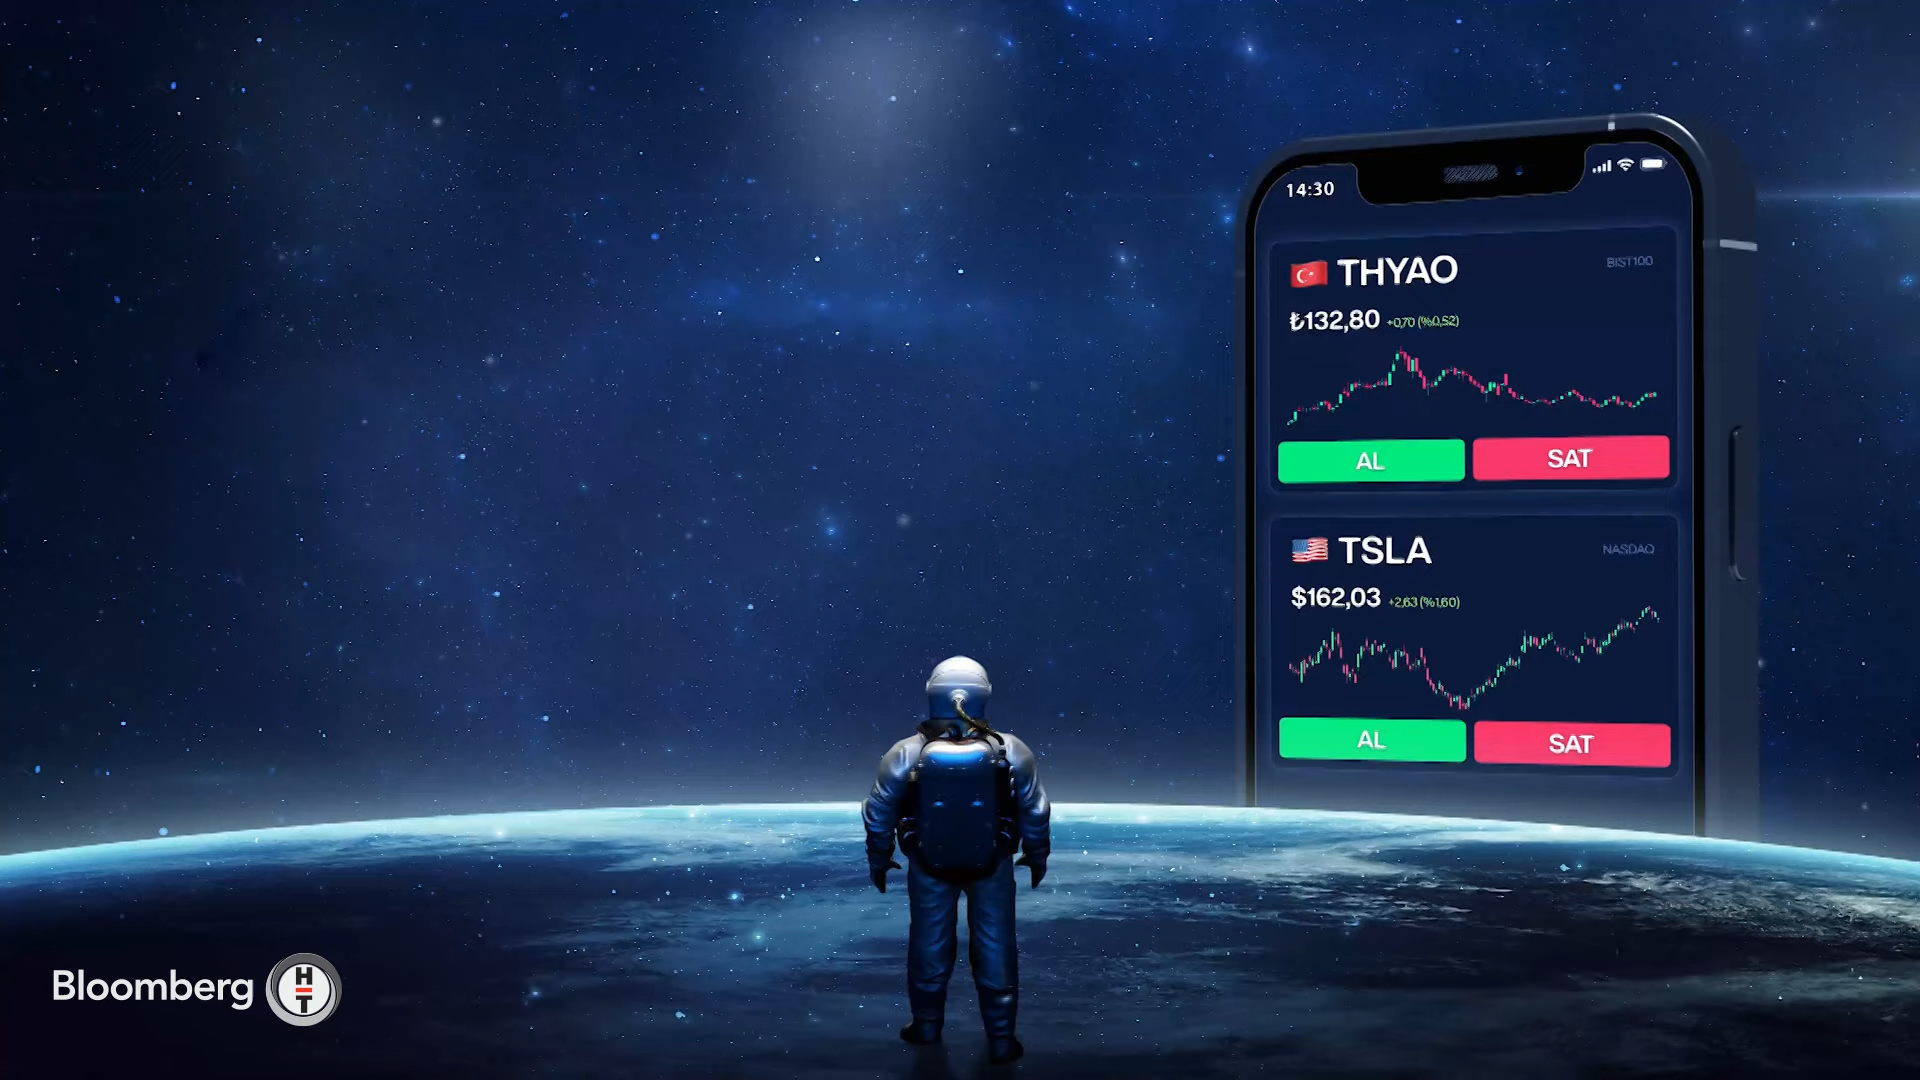 14:30
THYAO
BIST100
₺132,80 +0,70 (%0,52)
AL
SAT
TSLA
NASDAQ
$162,03 +2,63 (%1,60)
AL
SAT
Bloomberg HT